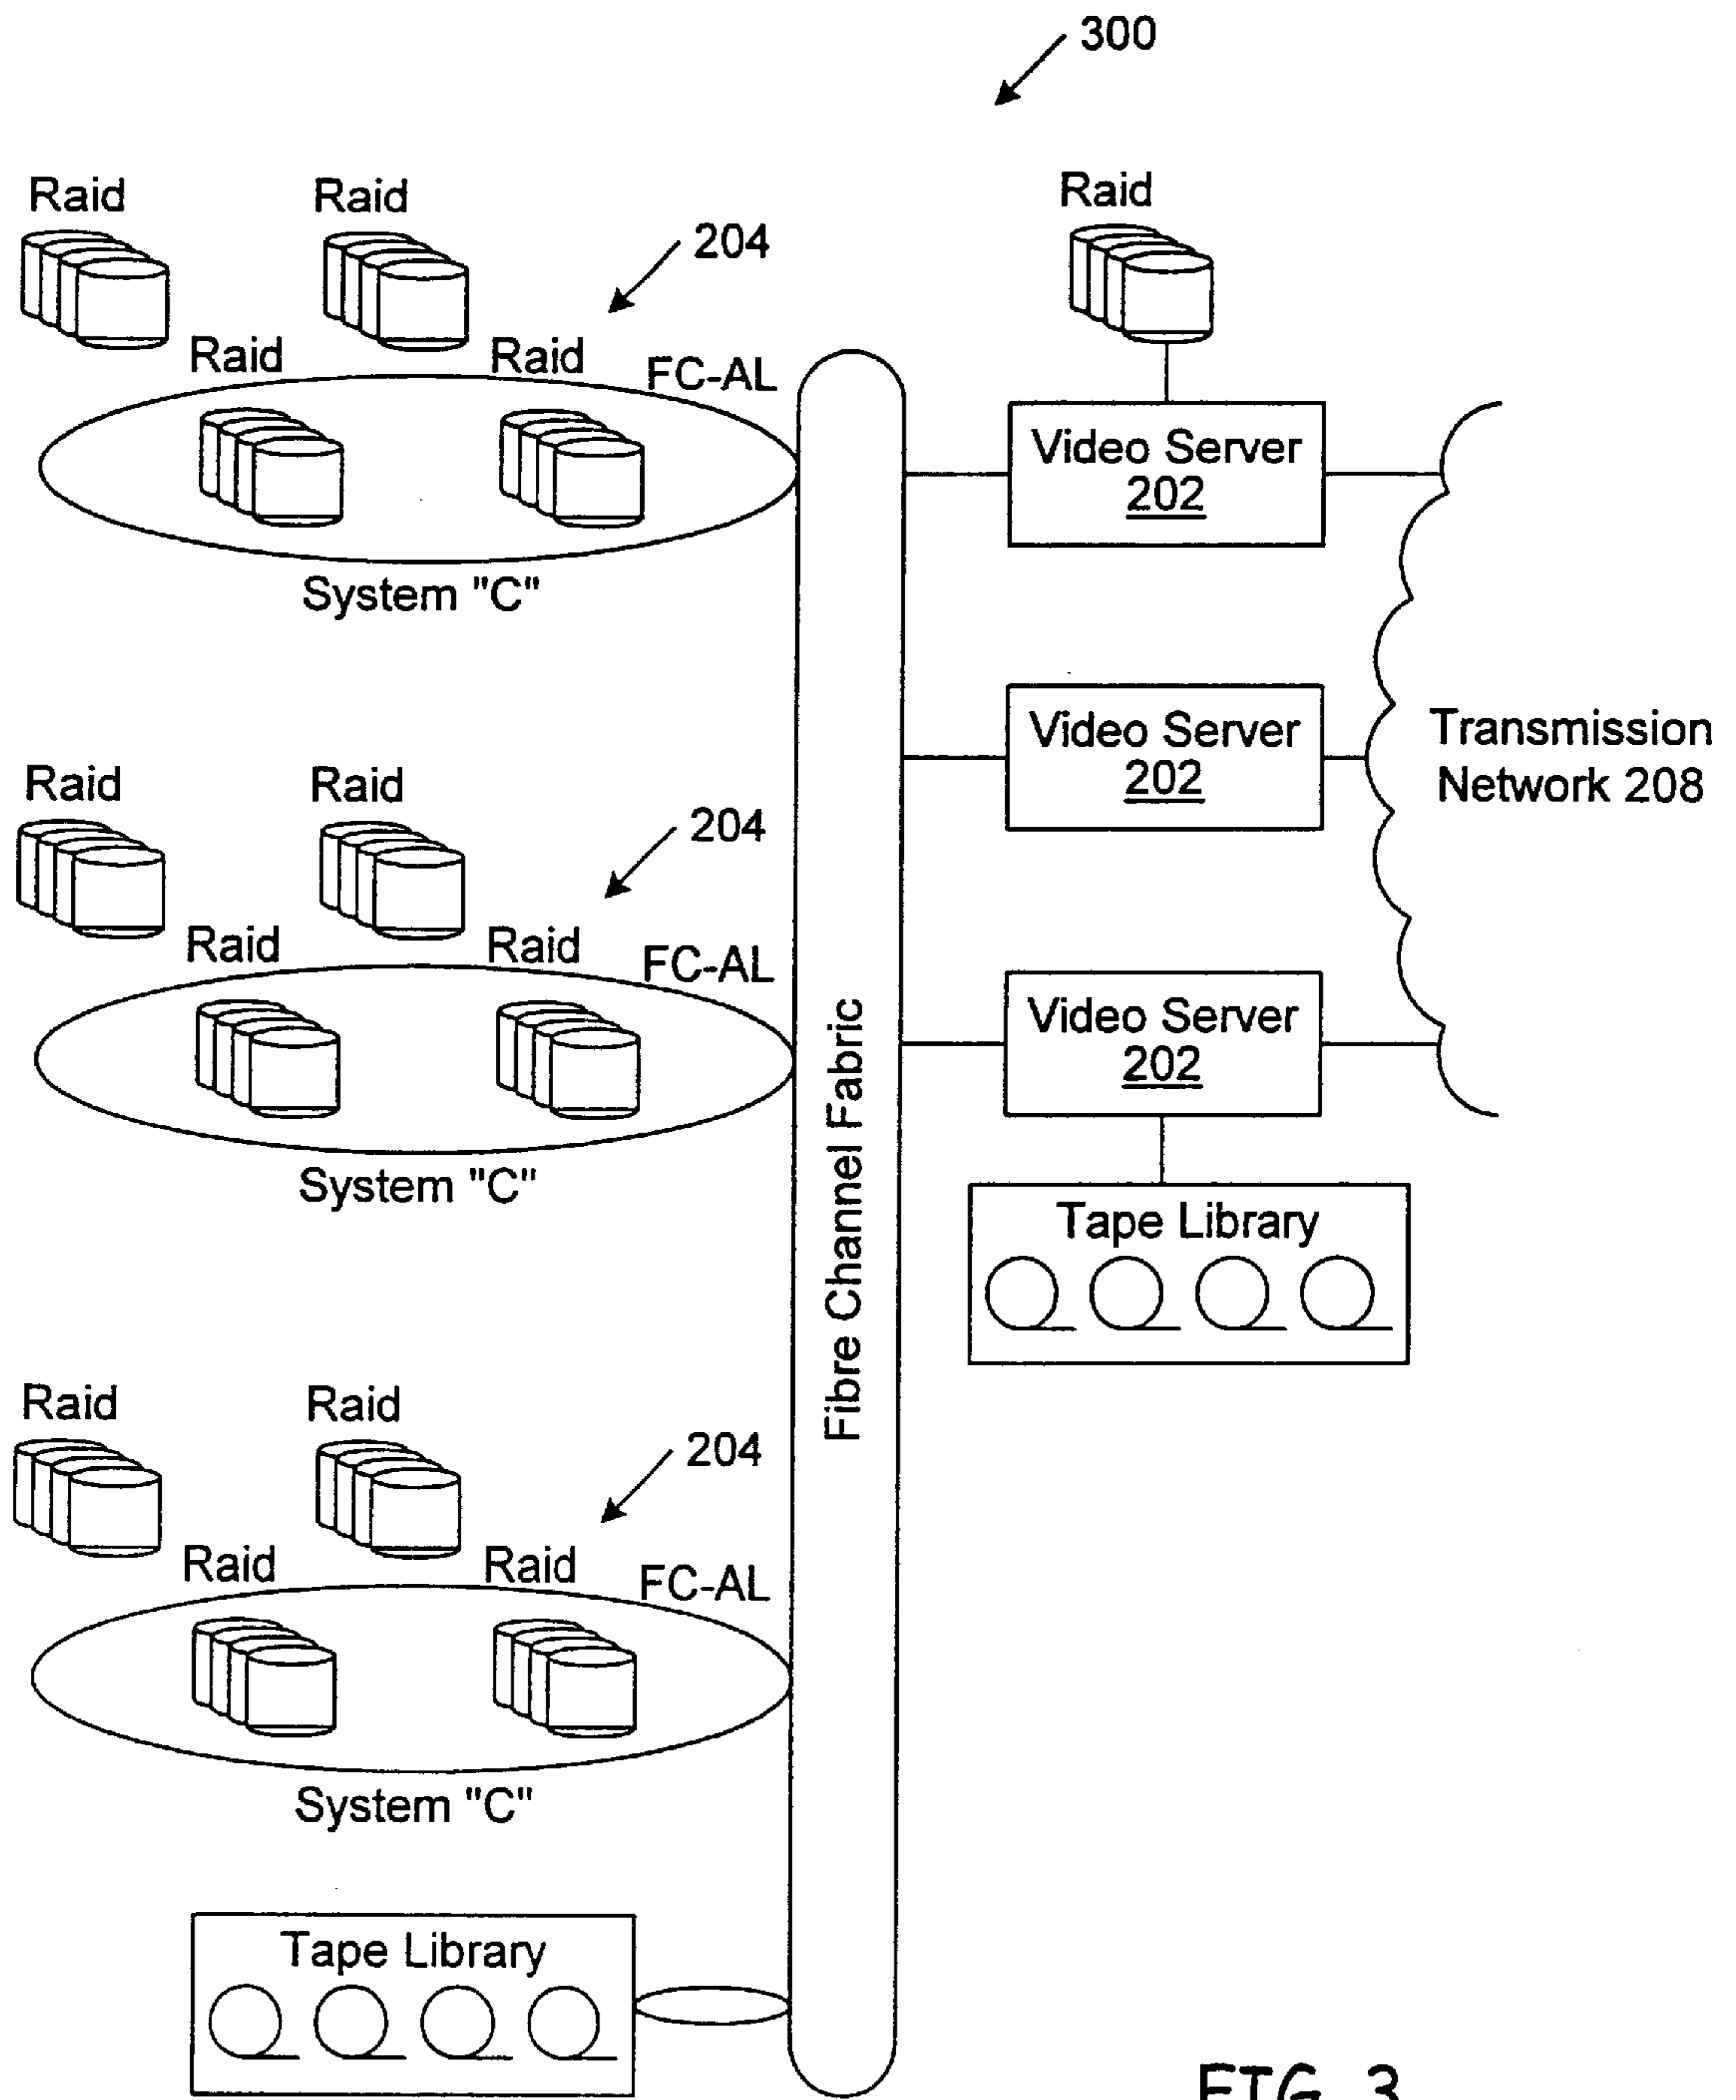 300
Raid
Raid
Raid
204
Raid
Raid
FC-AL
Video Server
202
System "C"
Video Server
202
Transmission
Network 208
Raid
Raid
204
Raid
Raid
FC-AL
Video Server
202
Fibre Channel Fabric
System "C"
Tape Library
Raid
Raid
204
Raid
Raid
FC-AL
System "C"
Tape Library
FIG. 3